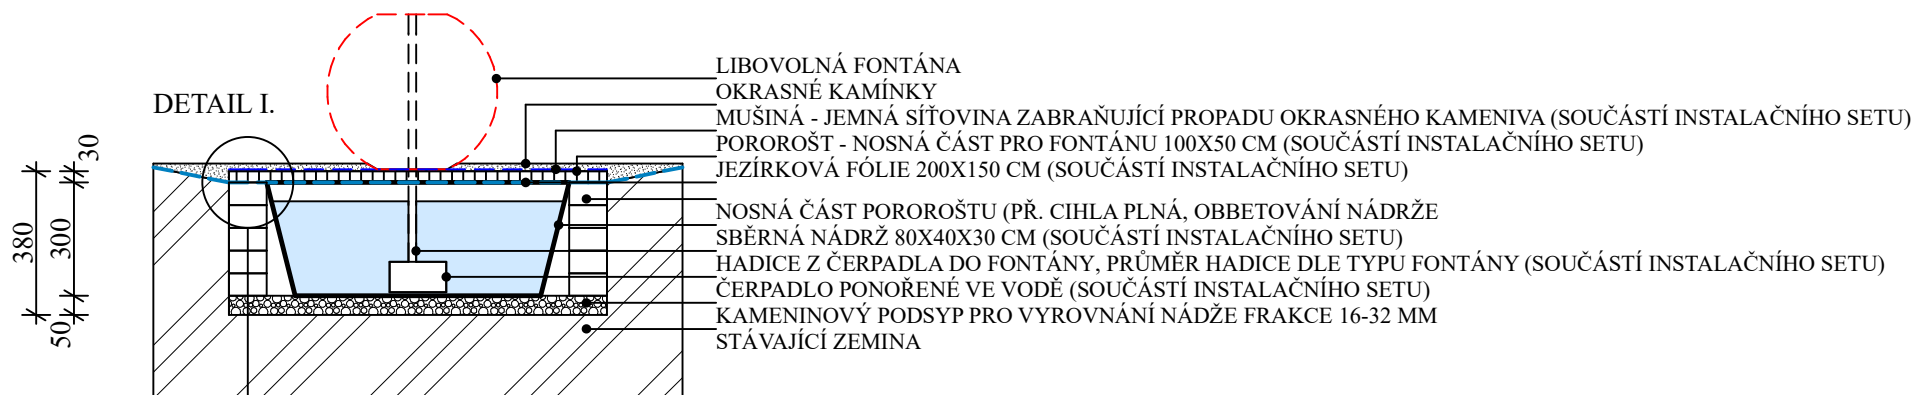 LIBOVOLNÁ FONTÁNA
OKRASNÉ KAMÍNKY
DETAIL I.
MUŠINÁ - JEMNÁ SÍŤOVINA ZABRAŇUJÍCÍ PROPADU OKRASNÉHO KAMENIVA (SOUČÁSTÍ INSTALAČNÍHO SETU)
POROROŠT - NOSNÁ ČÁST PRO FONTÁNU 100X50 CM (SOUČÁSTÍ INSTALAČNÍHO SETU)
JEZÍRKOVÁ FÓLIE 200X150 CM (SOUČÁSTÍ INSTALAČNÍHO SETU)
NOSNÁ ČÁST POROROŠTU (PŘ. CIHLA PLNÁ, OBBETOVÁNÍ NÁDRŽE
SBĚRNÁ NÁDRŽ 80X40X30 CM (SOUČÁSTÍ INSTALAČNÍHO SETU)
HADICE Z ČERPADLA DO FONTÁNY, PRŮMĚR HADICE DLE TYPU FONTÁNY (SOUČÁSTÍ INSTALAČNÍHO SETU)
ČERPADLO PONOŘENÉ VE VODĚ (SOUČÁSTÍ INSTALAČNÍHO SETU)
KAMENINOVÝ PODSYP PRO VYROVNÁNÍ NÁDŽE FRAKCE 16-32 MM
STÁVAJÍCÍ ZEMINA
30
380
300
50